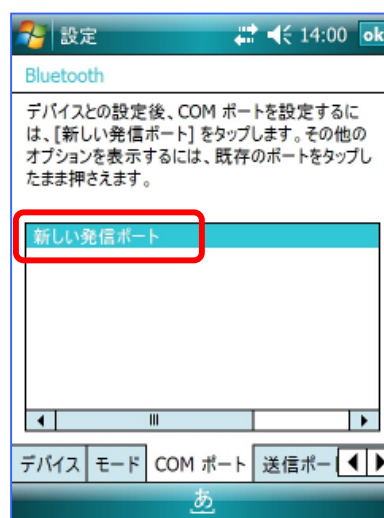 設定 14:00 ok
Bluetooth
デバイスとの設定後、COM ポートを設定するに
は、[新しい発信ポート] をタップします。その他の
オプションを表示するには、既存のポートをタップし
たまま押さえます。
新しい発信ポート
デバイス モード COM ポート 送信ポー
あ